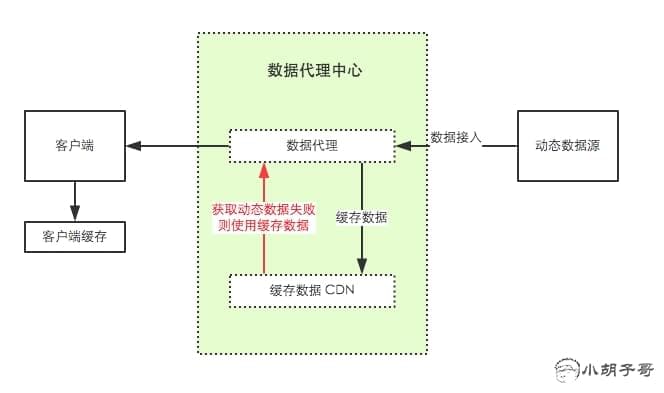 数据代理中心
客户端
数据代理
数据接入
动态数据源
获取动态数据失败
则使用缓存数据
缓存数据
客户端缓存
缓存数据 CDN
小胡子哥